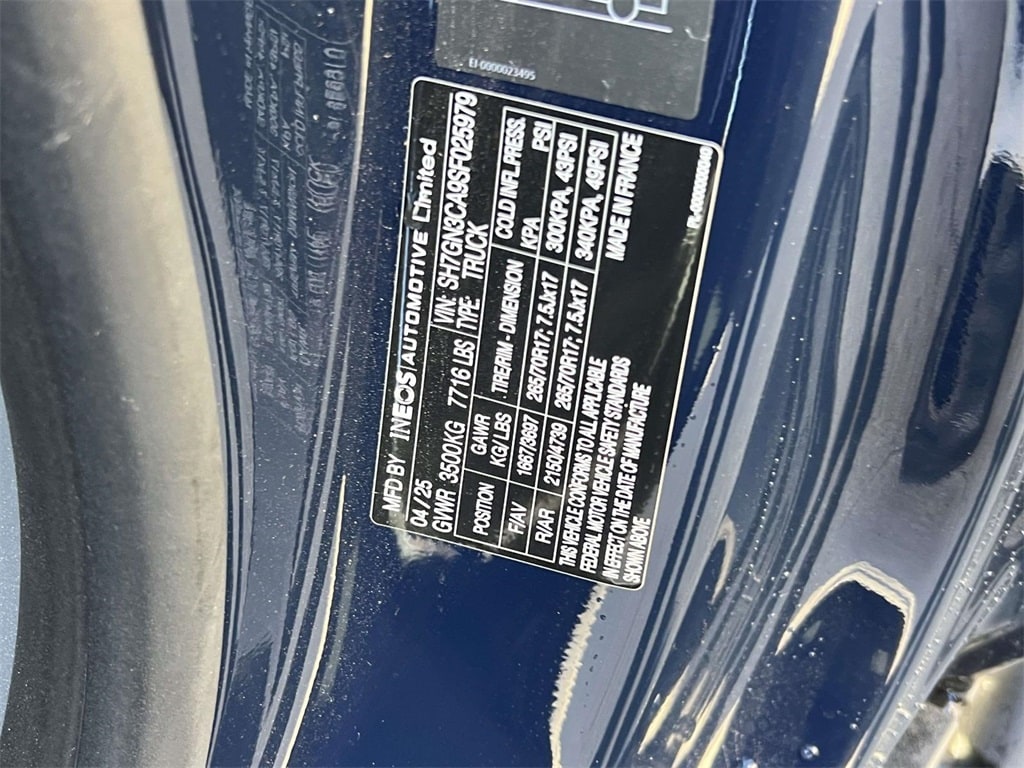 EI 0000023495
MFD BY INEOS AUTOMOTIVE Limited
04/25 VIN: SH7GN3CA9SF025979
GVWR 3500KG 7716 LBS TYPE: TRUCK
POSITION GAWR KG/LBS TIRE/RIM - DIMENSION COLD INFL. PRESS. KPA PSI
F/AV 1667/3697 265/70R17; 7.5Jx17 300KPA, 43PSI
R/AR 2150/4739 265/70R17; 7.5Jx17 340KPA, 49PSI
THIS VEHICLE CONFORMS TO ALL APPLICABLE MADE IN FRANCE
FEDERAL MOTOR VEHICLE SAFETY STANDARDS
IN EFFECT ON THE DATE OF MANUFACTURE
SHOWN ABOVE